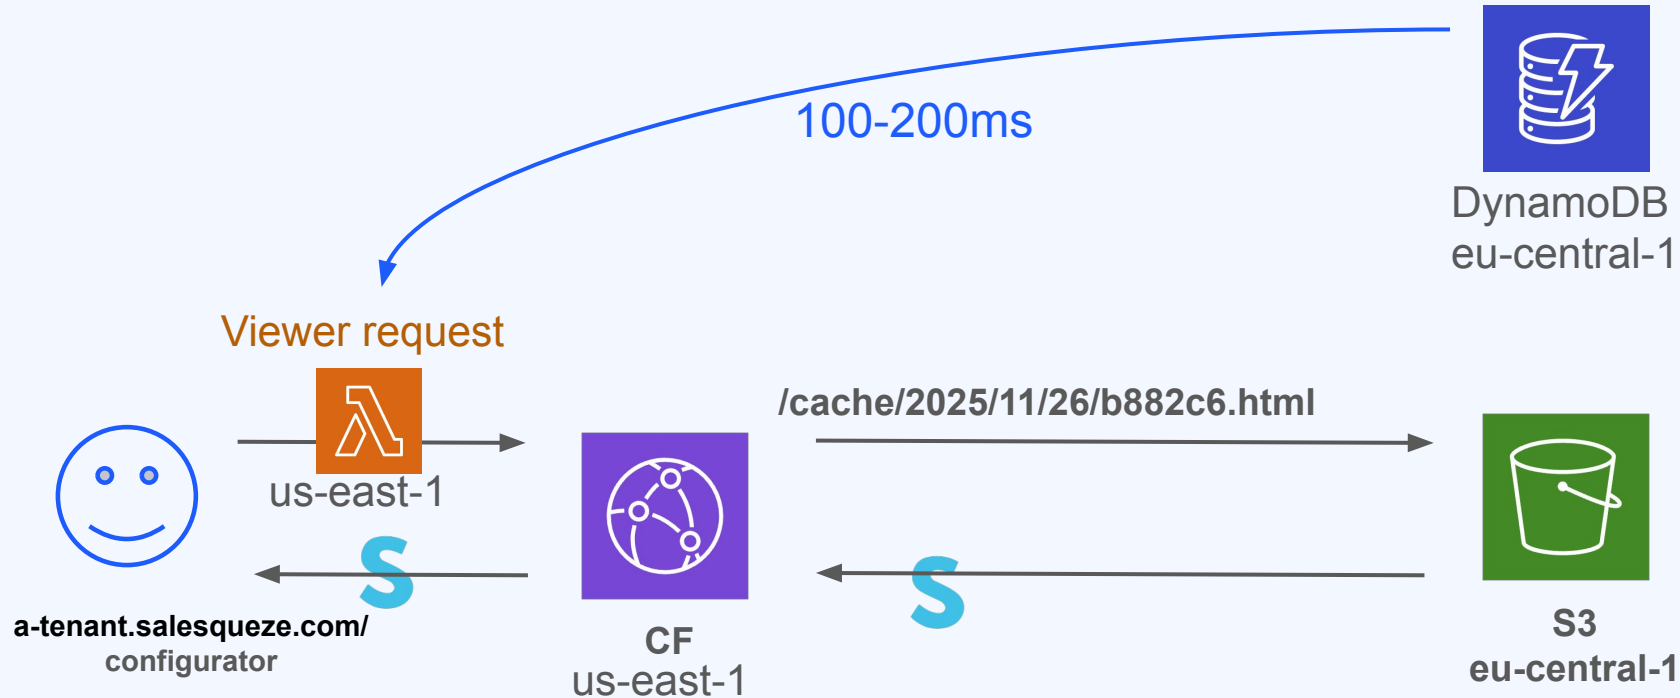 100-200ms
DynamoDB
eu-central-1
Viewer request
/cache/2025/11/26/b882c6.html
us-east-1
S
S
a-tenant.salesqueze.com/
configurator
CF
us-east-1
S3
eu-central-1